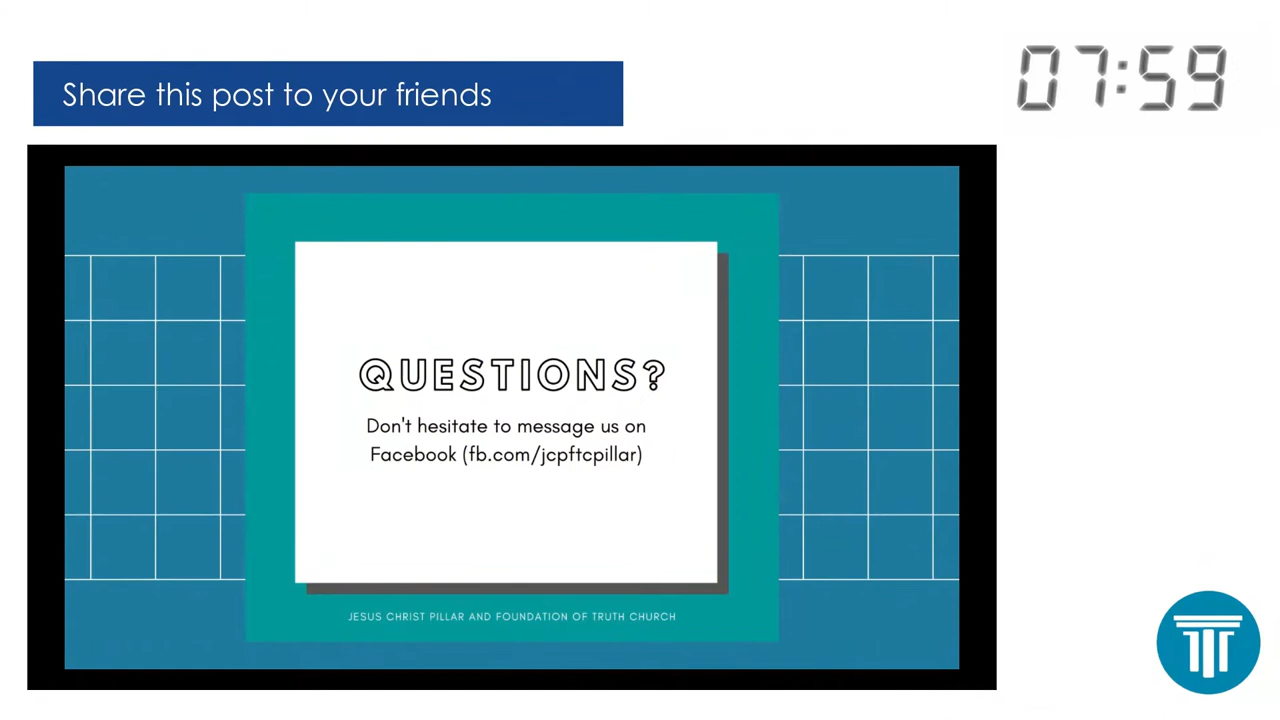 Share this post to your friends
07:59
QUESTIONS?
Don't hesitate to message us on
Facebook (fb.com/jcpftcpillar)
JESUS CHRIST PILLAR AND FOUNDATION OF TRUTH CHURCH